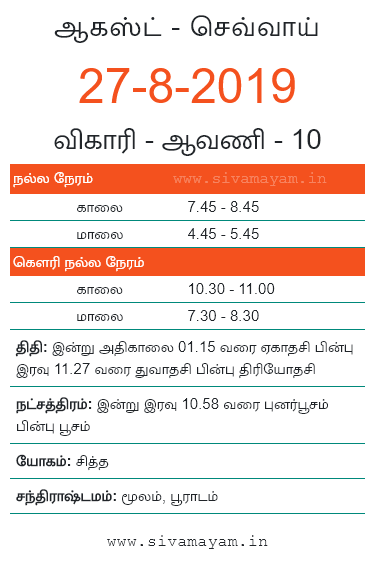 ஆகஸ்ட் - செவ்வாய்
27-8-2019
விகாரி - ஆவணி - 10
நல்ல நேரம் www.sivamayam.in
காலை 7.45 - 8.45
மாலை 4.45 - 5.45
கெளரி நல்ல நேரம்
காலை 10.30 - 11.00
மாலை 7.30 - 8.30
திதி: இன்று அதிகாலை 01.15 வரை ஏகாதசி பின்பு
இரவு 11.27 வரை துவாதசி பின்பு திரியோதசி
நட்சத்திரம்: இன்று இரவு 10.58 வரை புனர்பூசம்
பின்பு பூசம்
யோகம்: சித்த
சந்திராஷ்டமம்: மூலம், பூராடம்
www.sivamayam.in